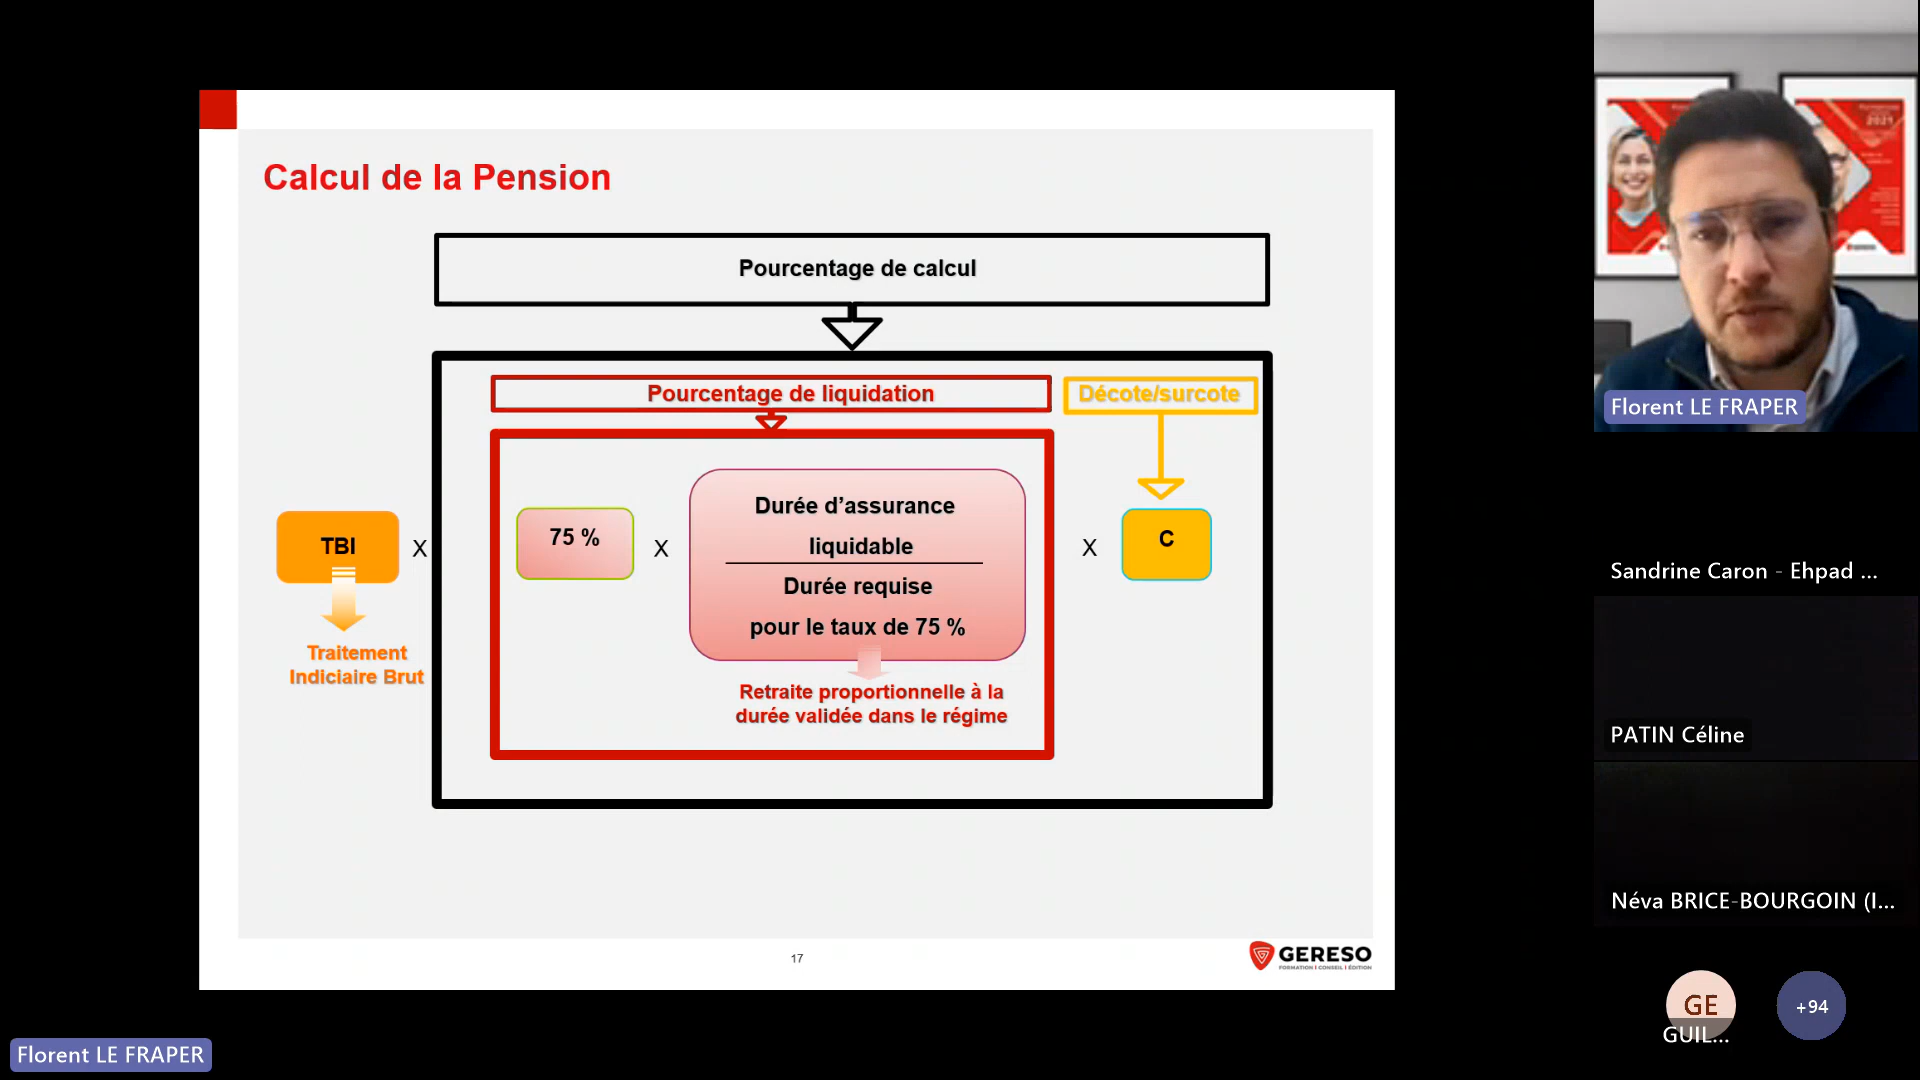 Calcul de la Pension
Pourcentage de calcul
Pourcentage de liquidation
Décote/surcote
TBI
X
75 %
X
Durée d'assurance
liquidable
Durée requise
pour le taux de 75 %
X
C
Traitement
Indiciaire Brut
Retraite proportionnelle à la
durée validée dans le régime
17
GERESO
FORMATION I CONSEIL I ÉDITION
2021
Florent LE FRAPER
Sandrine Caron - Ehpad ...
PATIN Céline
Néva BRICE-BOURGOIN (I...
GE
GUIL...
+94
Florent LE FRAPER